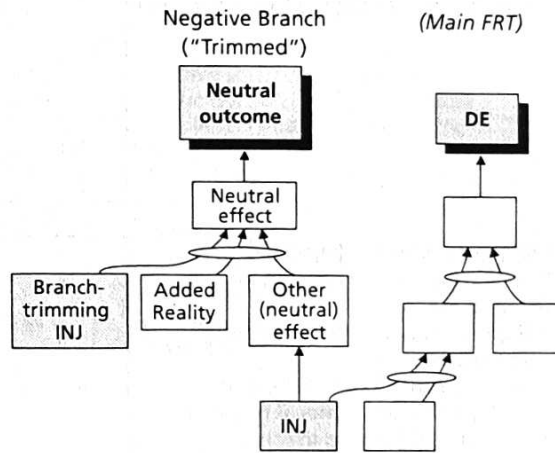 Negative Branch
(“Trimmed”)
(Main FRT)
Neutral
outcome
DE
Neutral
effect
Branch-
trimming
INJ
Added
Reality
Other
(neutral)
effect
INJ